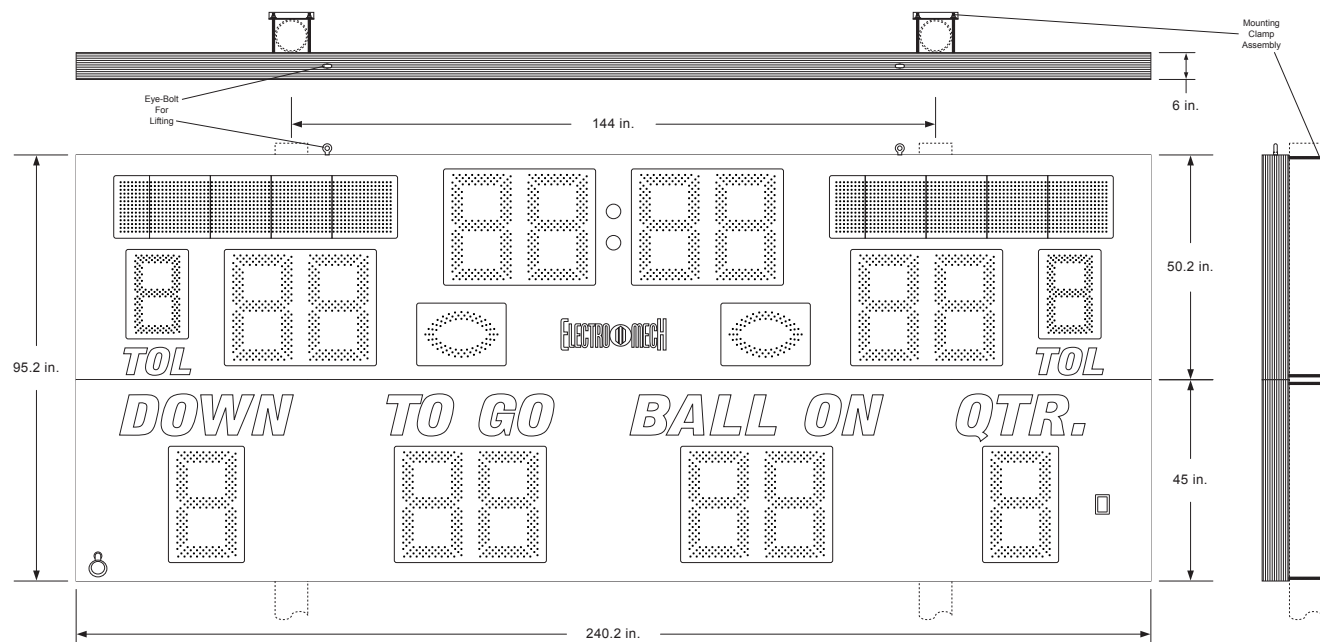 Mounting
Clamp
Assembly
6 in.
Eye-Bolt
For
Lifting
144 in.
95.2 in.
50.2 in.
ELECTRO MECH
TOL
TOL
DOWN
TO GO
BALL ON
QTR.
45 in.
240.2 in.